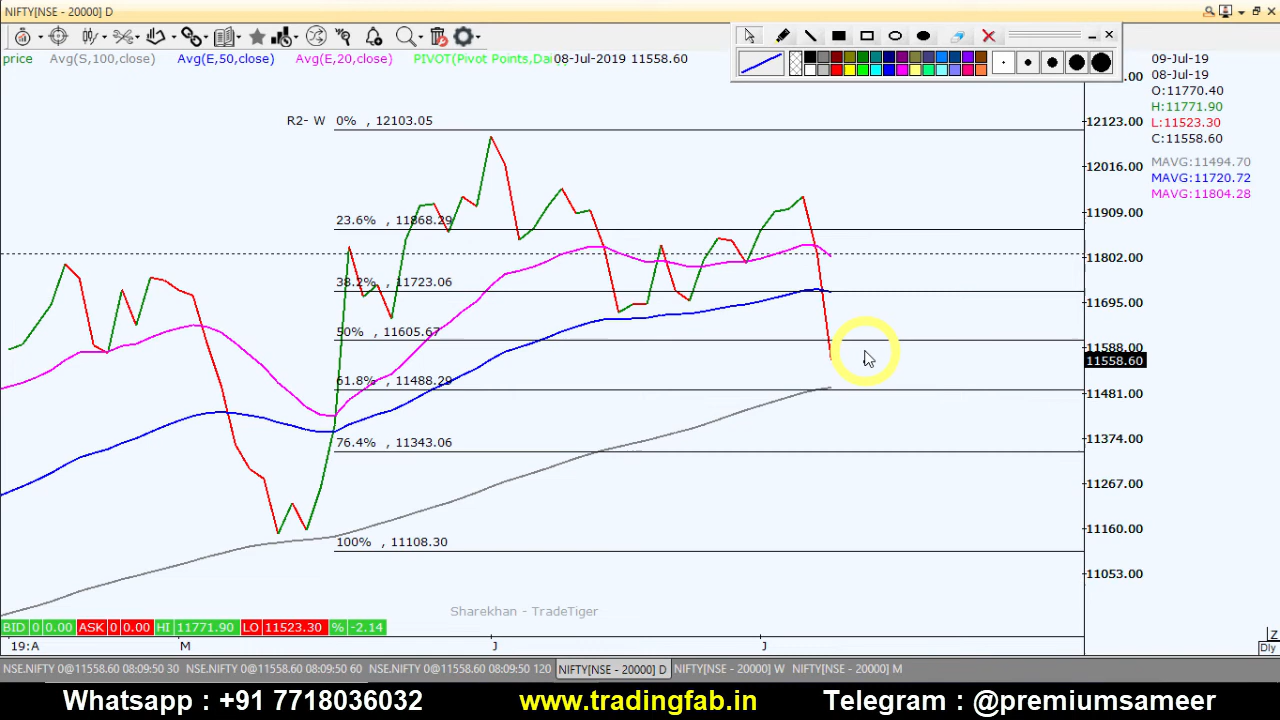 NIFTY[NSE - 20000] D
price Avg(S,100,clo) Avg(E,50,close) Avg(E,20,close) PIVOT(Pivot Points,Dai 08-Jul-2019 11558.60
09-Jul-19
08-Jul-19
O:11770.40
H:11771.90
L:11523.30
C:11558.60
MAVG:11494.70
MAVG:11720.72
MAVG:11804.28
R2- W 0% , 12103.05
23.6% , 11868.29
38.2% , 11723.06
50% , 11605.67
61.8% , 11488.29
76.4% , 11343.06
100% , 11108.30
12123.00
12016.00
11909.00
11802.00
11695.00
11588.00
11558.60
11481.00
11374.00
11267.00
11160.00
11053.00
Sharekhan - TradeTiger
BID 0 0.00 ASK 0 0.00 HI 11771.90 LO 11523.30 % -2.14
19:A M J J
Z
Dly
NSE.NIFTY 0@11558.60 08:09:50 30 NSE.NIFTY 0@11558.60 08:09:50 60 NSE.NIFTY 0@11558.60 08:09:50 120 NIFTY[NSE - 20000] D NIFTY[NSE - 20000] W NIFTY[NSE - 20000] M
Whatsapp : +91 7718036032 www.tradingfab.in Telegram : @premiumsameer